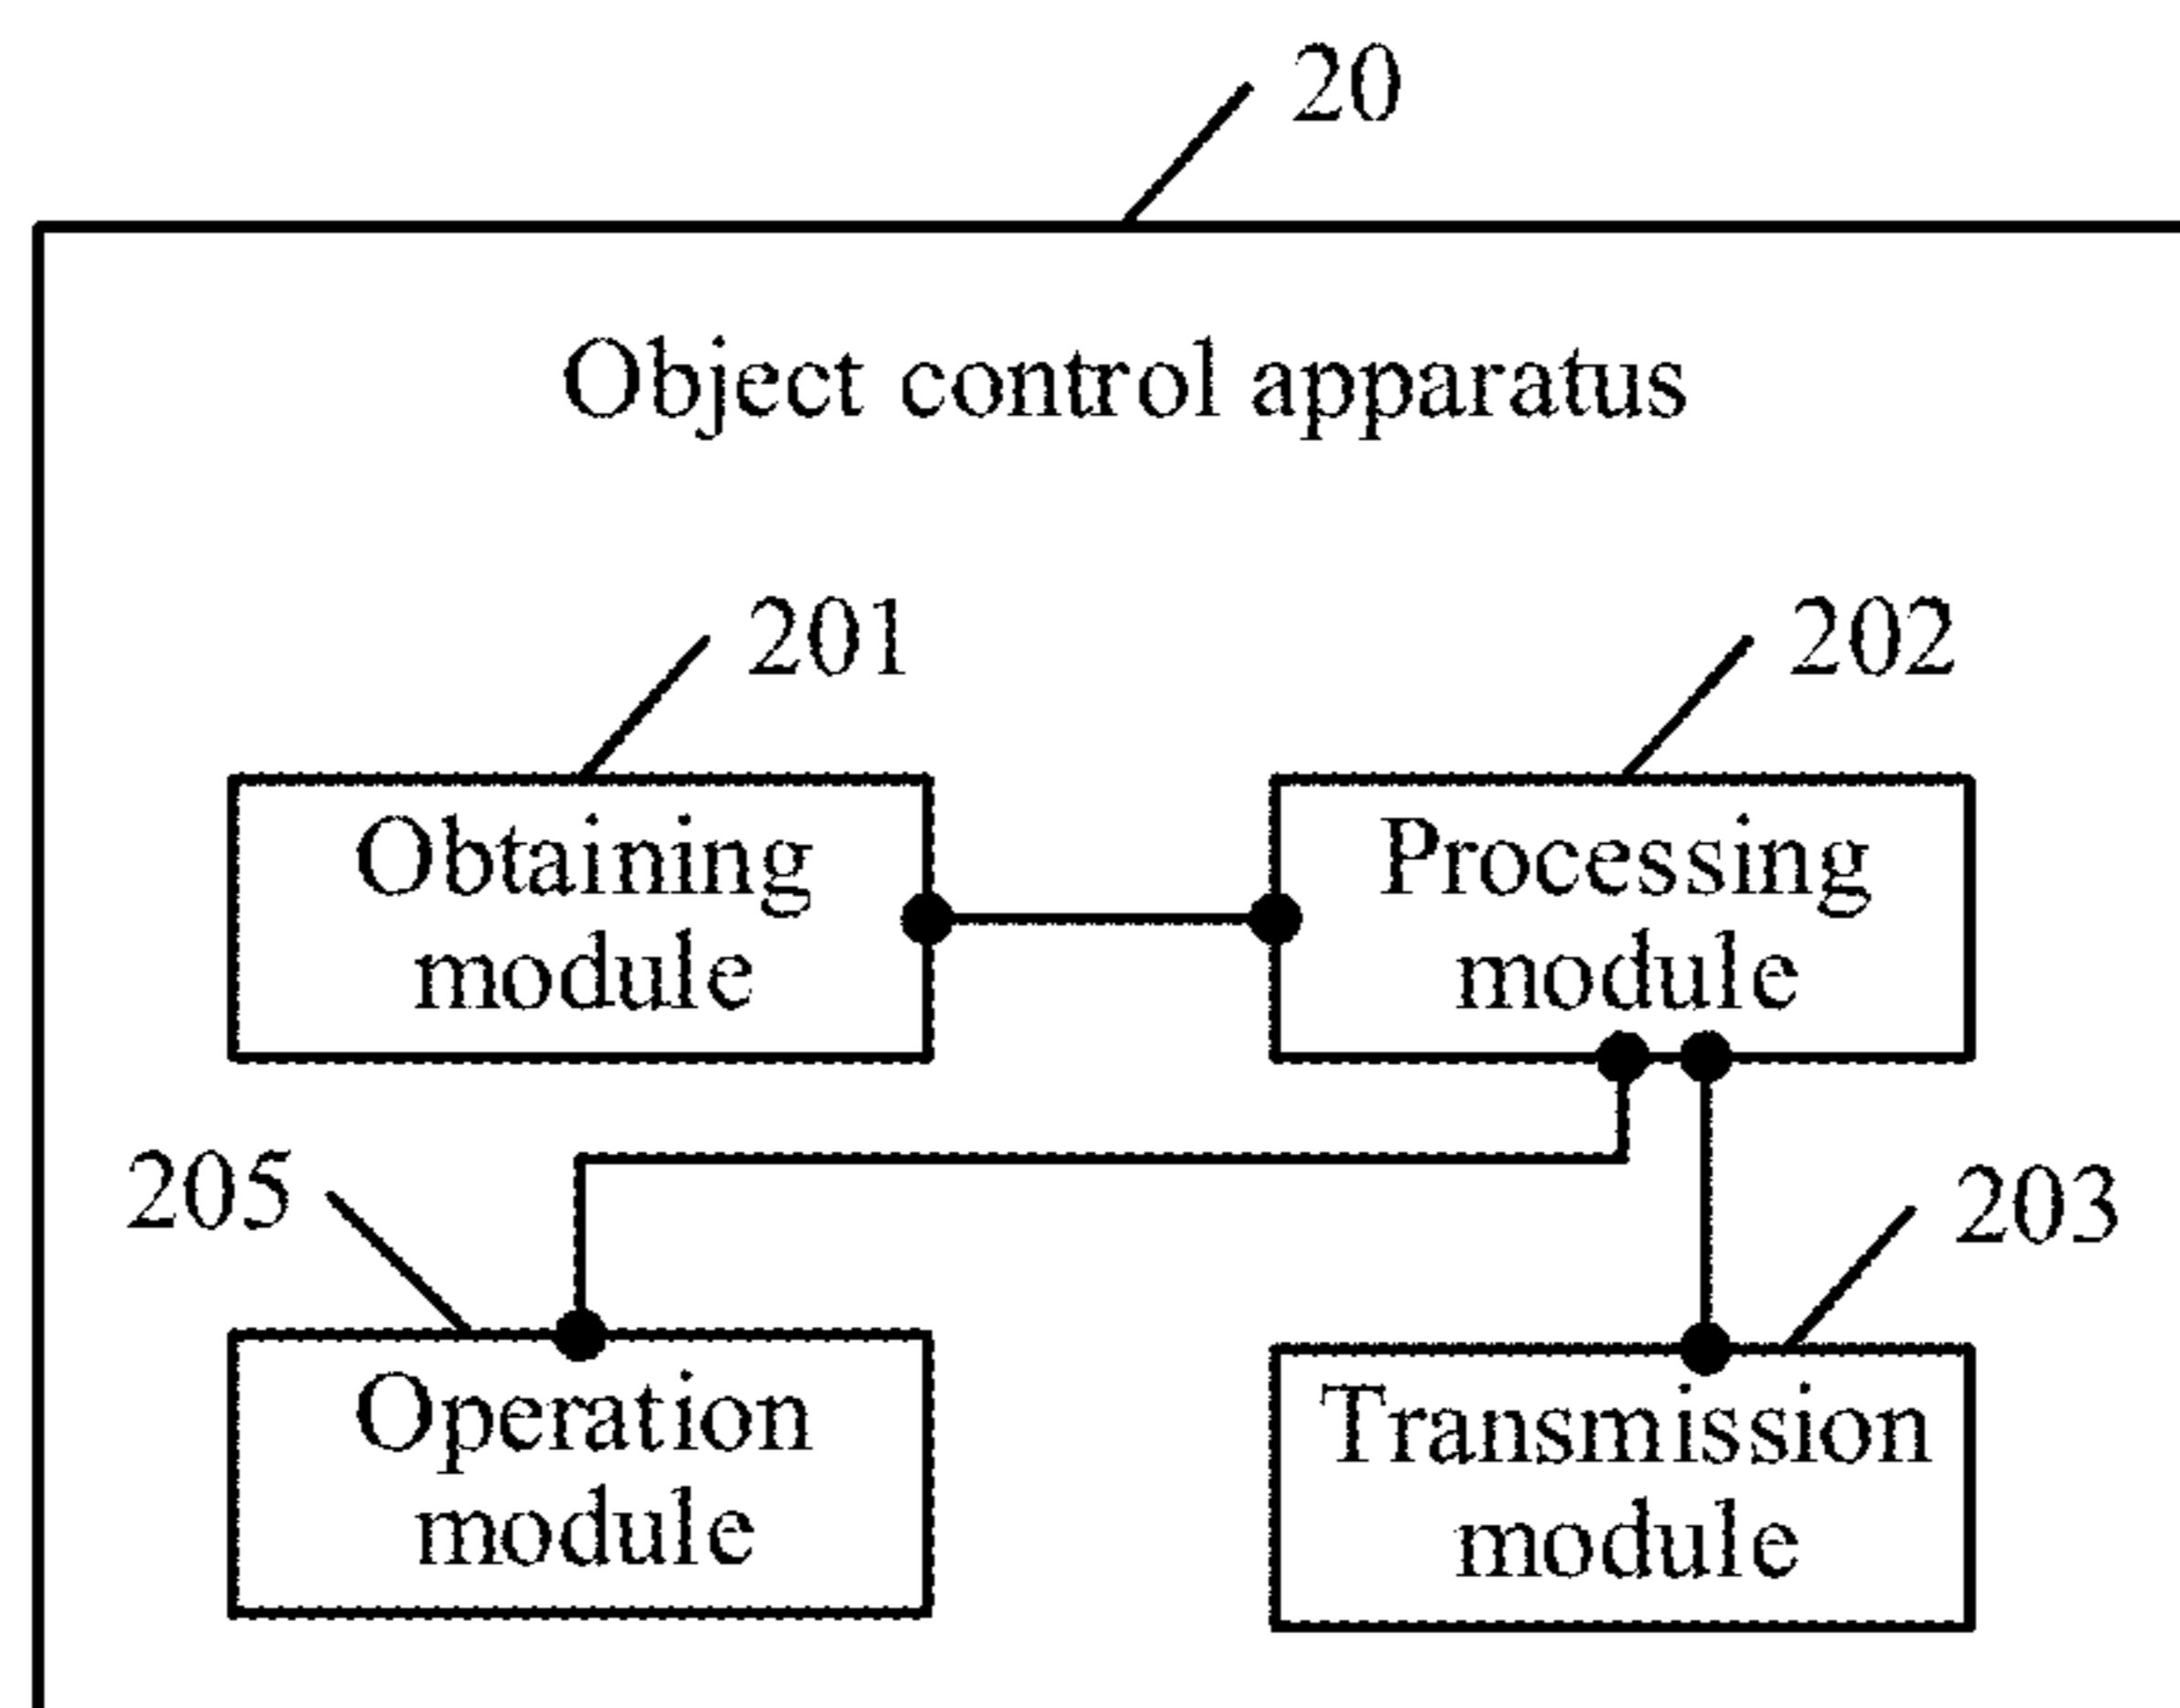 20
Object control apparatus
201
202
Obtaining
module
Processing
module
205
203
Operation
module
Transmission
module